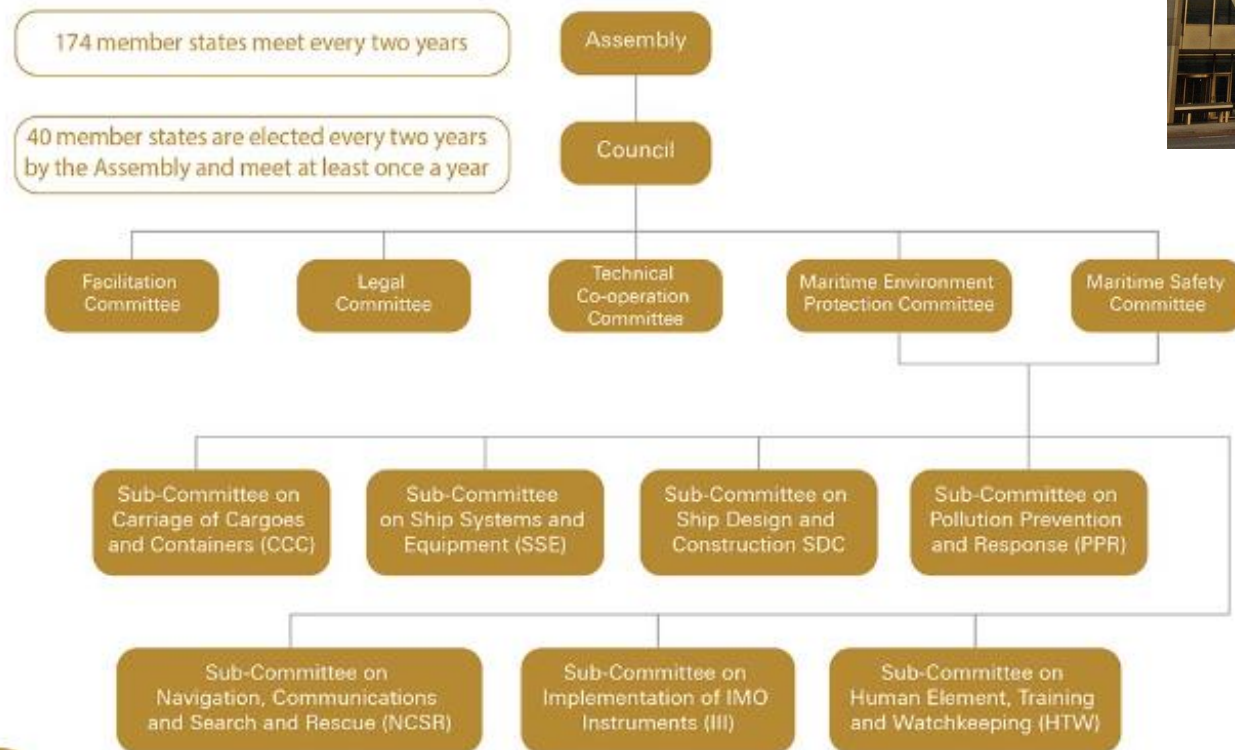 174 member states meet every two years
Assembly
40 member states are elected every two years
by the Assembly and meet at least once a year
Council
Facilitation
Committee
Legal
Committee
Technical
Co-operation
Committee
Maritime Environment
Protection Committee
Maritime Safety
Committee
Sub-Committee on
Carriage of Cargoes
and Containers (CCC)
Sub-Committee
on Ship Systems and
Equipment (SSE)
Sub-Committee on
Ship Design and
Construction SDC
Sub-Committee on
Pollution Prevention
and Response (PPR)
Sub-Committee on
Navigation, Communications
and Search and Rescue (NCSR)
Sub-Committee on
Implementation of IMO
Instruments (III)
Sub-Committee on
Human Element, Training
and Watchkeeping (HTW)